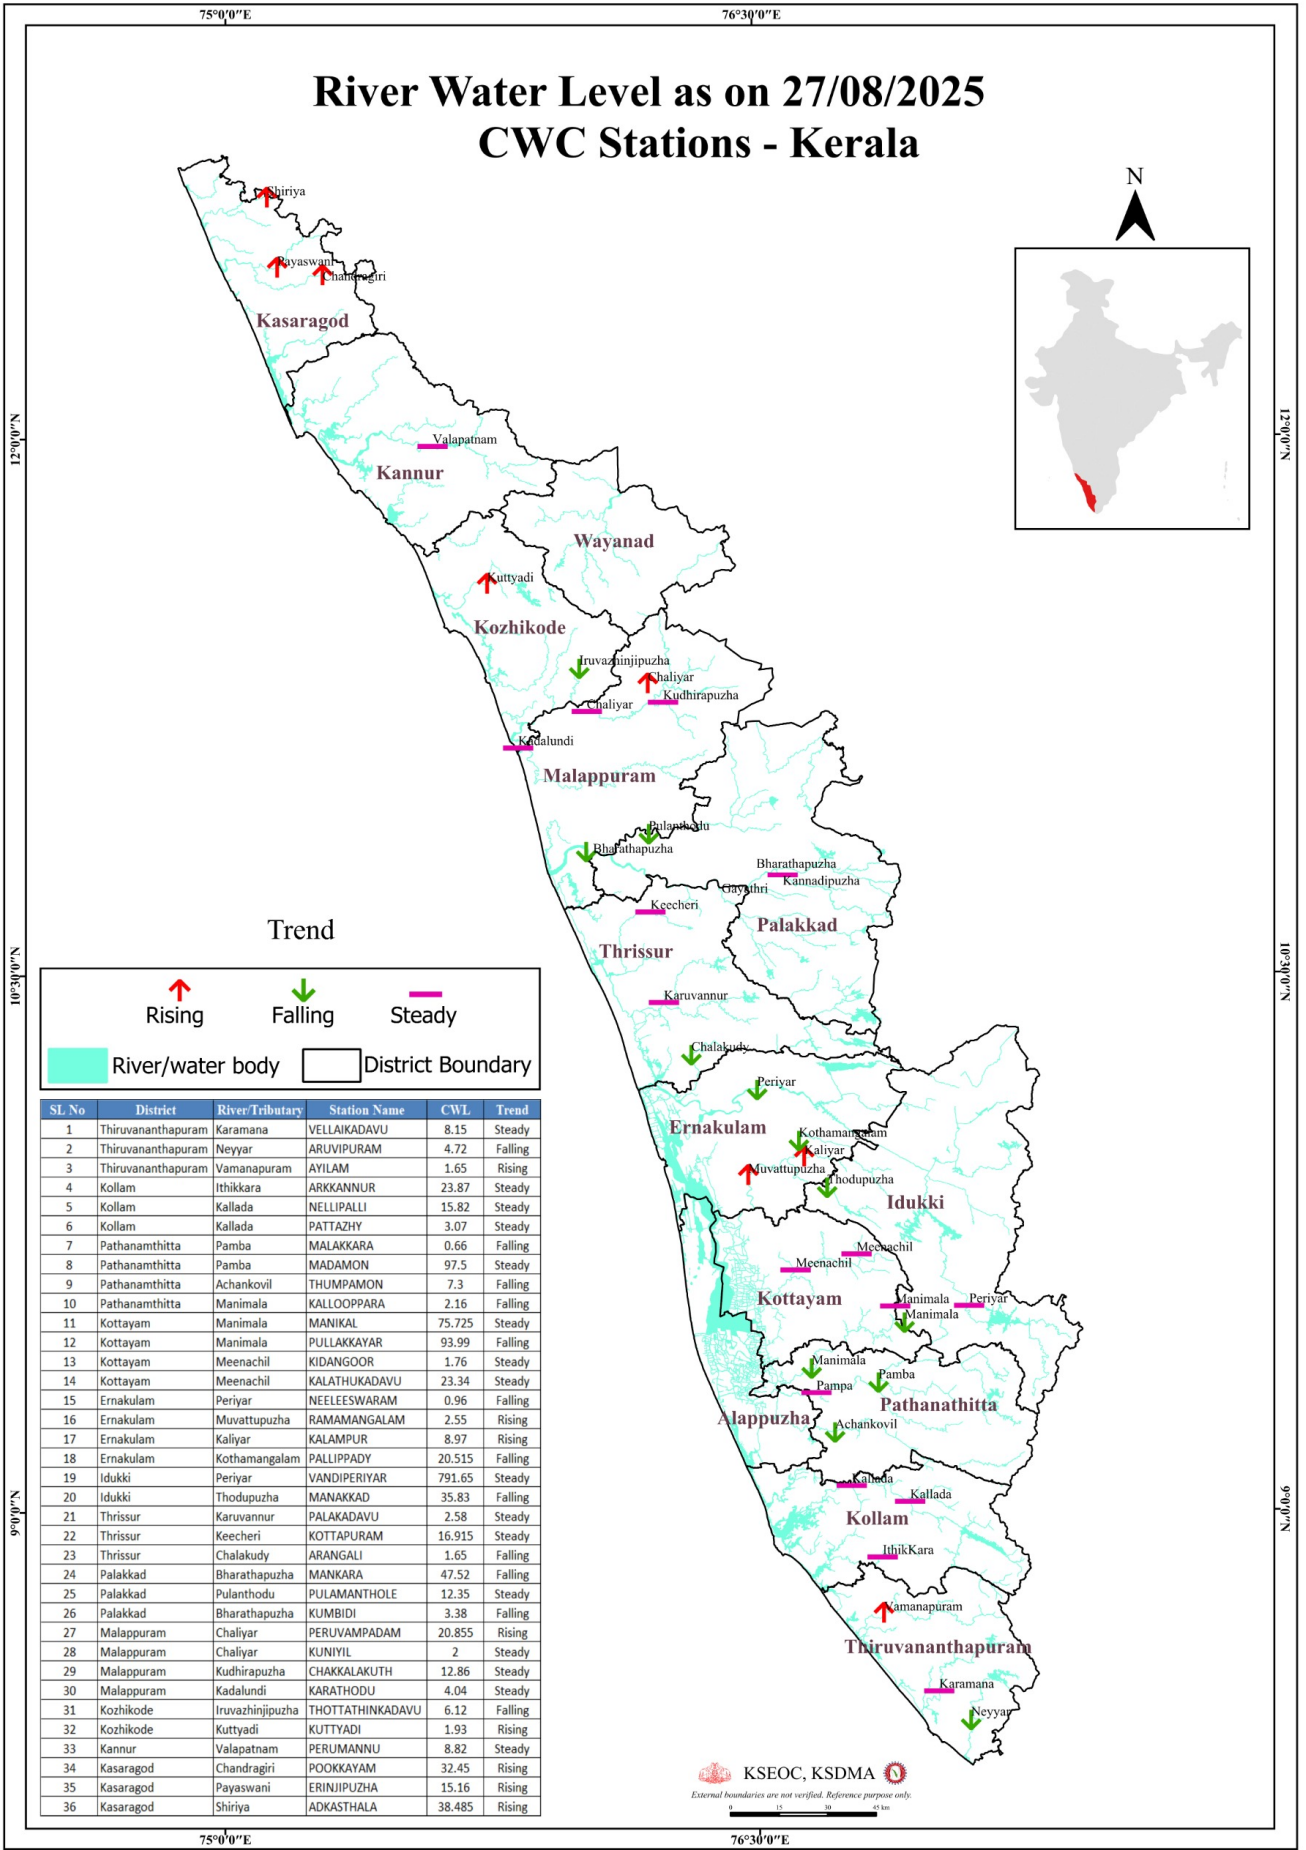 75°0'0"E 76°30'0"E
River Water Level as on 27/08/2025
CWC Stations - Kerala
N
Shiriya
Payaswani
Chandragiri
Kasaragod
12°0'0"N 12°0'0"N
Valapatnam
Kannur
Wayanad
Kuttyadi
Kozhikode
Iruvazhinjipuzha
Chaliyar
Kudhirapuzha
Chaliyar
Kadalundi
Malappuram
Pulanthodu
Bharathapuzha
Bharathapuzha
Kannadipuzha
Gayathri
Keecheri
Palakkad
Thrissur
10°30'0"N 10°30'0"N
Karuvannur
Chalakudy
Periyar
Ernakulam
Kothamangalam
Kaliyar
Muvattupuzha
Thodupuzha
Idukki
Meenachil
Meenachil
Kottayam
Manimala
Periyar
Manimala
Manimala
Pamba
Pampa
Pathanathitta
Alappuzha
Achankovil
Kallada
Kallada
Kollam
9°0'0"N 9°0'0"N
IthikKara
Vamanapuram
Thiruvananthapuram
Karamana
Neyyar
Trend
Rising Falling Steady
River/water body District Boundary
SL No District River/Tributary Station Name CWL Trend
1 Thiruvananthapuram Karamana VELLAIKADAVU 8.15 Steady
2 Thiruvananthapuram Neyyar ARUVIPURAM 4.72 Falling
3 Thiruvananthapuram Vamanapuram AYILAM 1.65 Rising
4 Kollam Ithikkara ARKKANNUR 23.87 Steady
5 Kollam Kallada NELLIPALLI 15.82 Steady
6 Kollam Kallada PATTAZHY 3.07 Steady
7 Pathanamthitta Pamba MALAKKARA 0.66 Falling
8 Pathanamthitta Pamba MADAMON 97.5 Steady
9 Pathanamthitta Achankovil THUMPAMON 7.3 Falling
10 Pathanamthitta Manimala KALLOOPPARA 2.16 Falling
11 Kottayam Manimala MANIKAL 75.725 Steady
12 Kottayam Manimala PULLAKKAYAR 93.99 Falling
13 Kottayam Meenachil KIDANGOOR 1.76 Steady
14 Kottayam Meenachil KALATHUKADAVU 23.34 Steady
15 Ernakulam Periyar NEELEESWARAM 0.96 Falling
16 Ernakulam Muvattupuzha RAMAMANGALAM 2.55 Rising
17 Ernakulam Kaliyar KALAMPUR 8.97 Rising
18 Ernakulam Kothamangalam PALLIPPADY 20.515 Falling
19 Idukki Periyar VANDIPERIYAR 791.65 Steady
20 Idukki Thodupuzha MANAKKAD 35.83 Falling
21 Thrissur Karuvannur PALAKADAVU 2.58 Steady
22 Thrissur Keecheri KOTTAPURAM 16.915 Steady
23 Thrissur Chalakudy ARANGALI 1.65 Falling
24 Palakkad Bharathapuzha MANKARA 47.52 Falling
25 Palakkad Pulanthodu PULAMANTHOLE 12.35 Steady
26 Palakkad Bharathapuzha KUMBIDI 3.38 Falling
27 Malappuram Chaliyar PERUVAMPADAM 20.855 Rising
28 Malappuram Chaliyar KUNIYIL 2 Steady
29 Malappuram Kudhirapuzha CHAKKALAKUTH 12.86 Steady
30 Malappuram Kadalundi KARATHODU 4.04 Steady
31 Kozhikode Iruvazhinjipuzha THOTTATHINKADAVU 6.12 Falling
32 Kozhikode Kuttyadi KUTTYADI 1.93 Rising
33 Kannur Valapatnam PERUMANNU 8.82 Steady
34 Kasaragod Chandragiri POOKKAYAM 32.45 Rising
35 Kasaragod Payaswani ERINJIPUZHA 15.16 Rising
36 Kasaragod Shiriya ADKASTHALA 38.485 Rising
KSEOC, KSDMA
External boundaries are not verified. Reference purpose only.
0 15 30 45 km
75°0'0"E 76°30'0"E